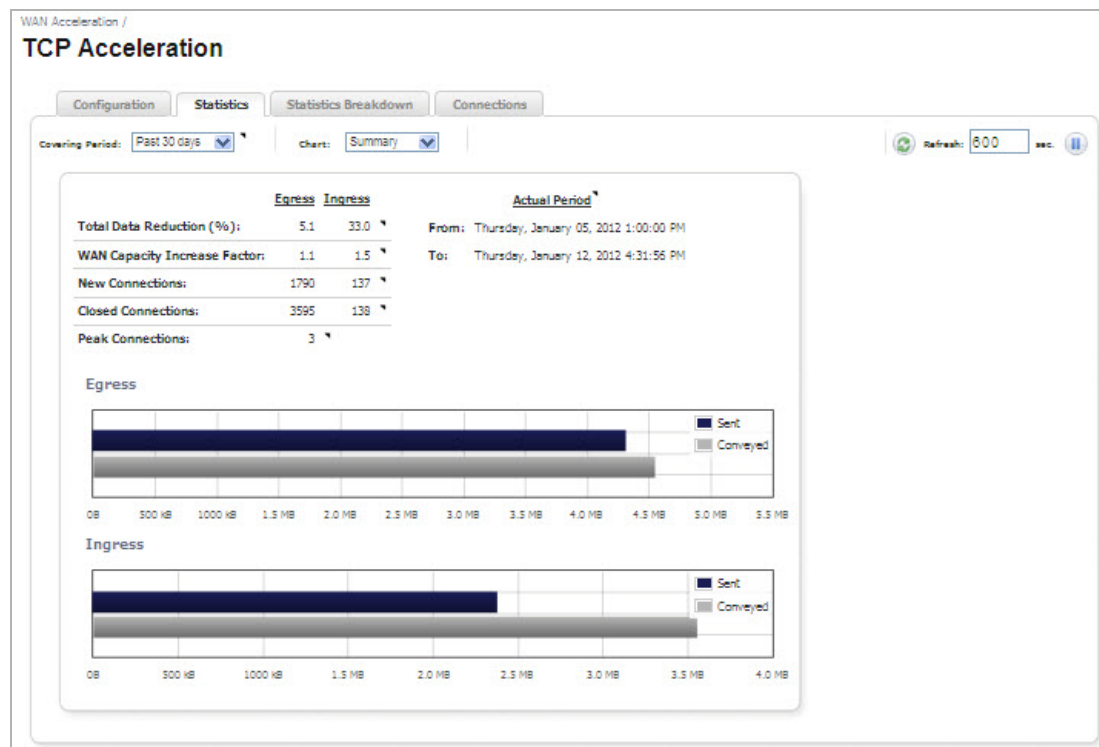 WAN Acceleration /
TCP Acceleration
Configuration Statistics Statistics Breakdown Connections
Covering Period: Past 30 days Chart: Summary Refresh: 600 sec.
Egress Ingress Actual Period
Total Data Reduction (%): 5.1 33.0 From: Thursday, January 05, 2012 1:00:00 PM
WAN Capacity Increase Factor: 1.1 1.5 To: Thursday, January 12, 2012 4:31:56 PM
New Connections: 1790 137
Closed Connections: 3595 138
Peak Connections: 3
Egress
Sent
Conveyed
0B 500 kB 1000 kB 1.5 MB 2.0 MB 2.5 MB 3.0 MB 3.5 MB 4.0 MB 4.5 MB 5.0 MB 5.5 MB
Ingress
Sent
Conveyed
0B 500 kB 1000 kB 1.5 MB 2.0 MB 2.5 MB 3.0 MB 3.5 MB 4.0 MB